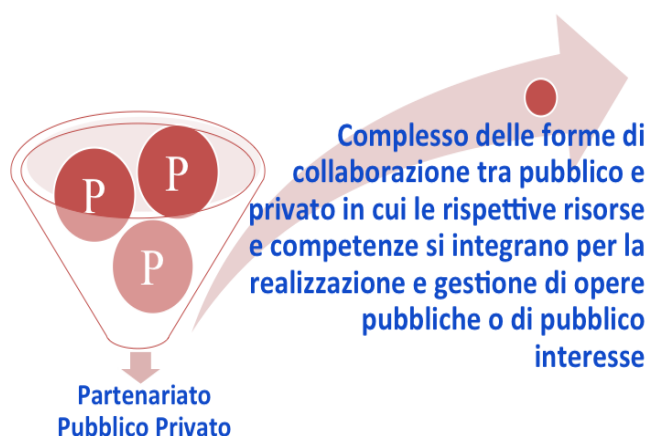 P
P
P
Partenariato
Pubblico Privato
Complesso delle forme di
collaborazione tra pubblico e
privato in cui le rispettive risorse
e competenze si integrano per la
realizzazione e gestione di opere
pubbliche o di pubblico
interesse